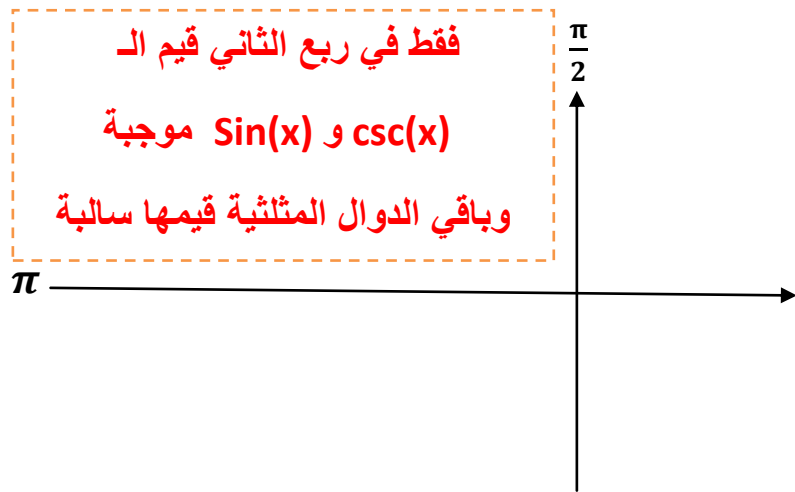 فقط في ربع الثاني قيم الـ
csc(x) و Sin(x) موجبة
وباقي الدوال المثلثية قيمها سالبة
π/2
π